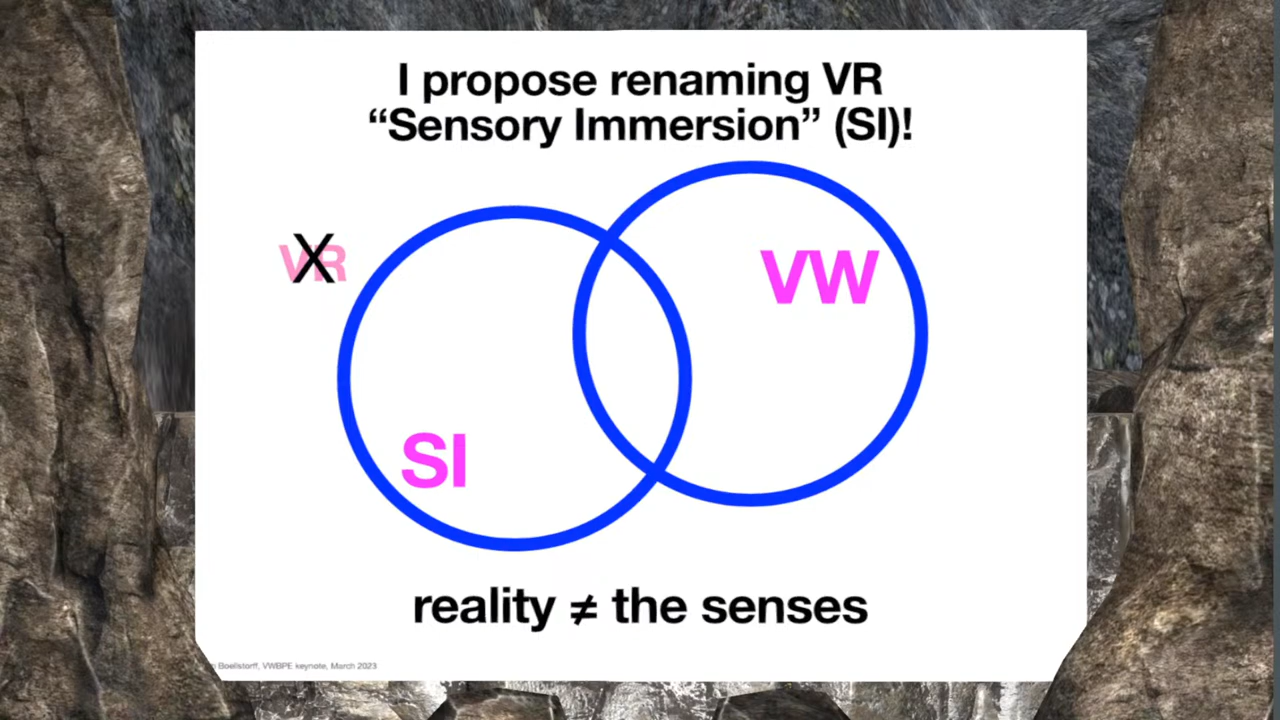 I propose renaming VR
“Sensory Immersion” (SI)!
VR
X
VW
SI
reality ≠ the senses
Boellstorff, VWBPE keynote, March 2023